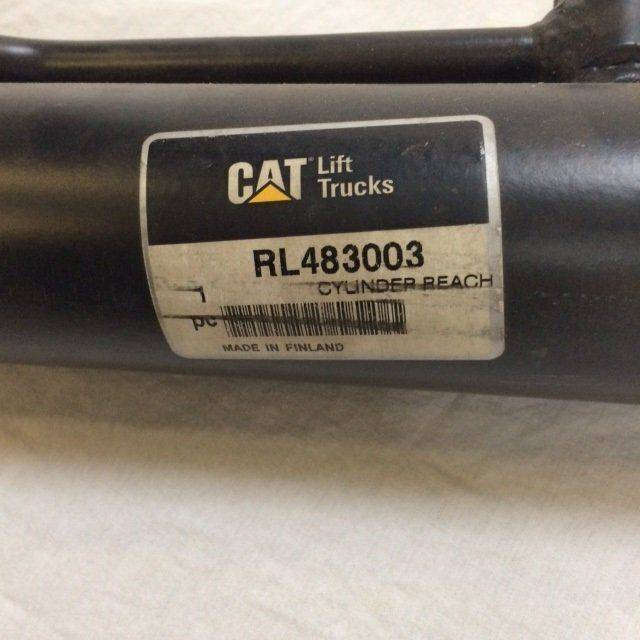 CAT® Lift
Trucks
RL483003
CYLINDER REACH
1
pc
MADE IN FINLAND